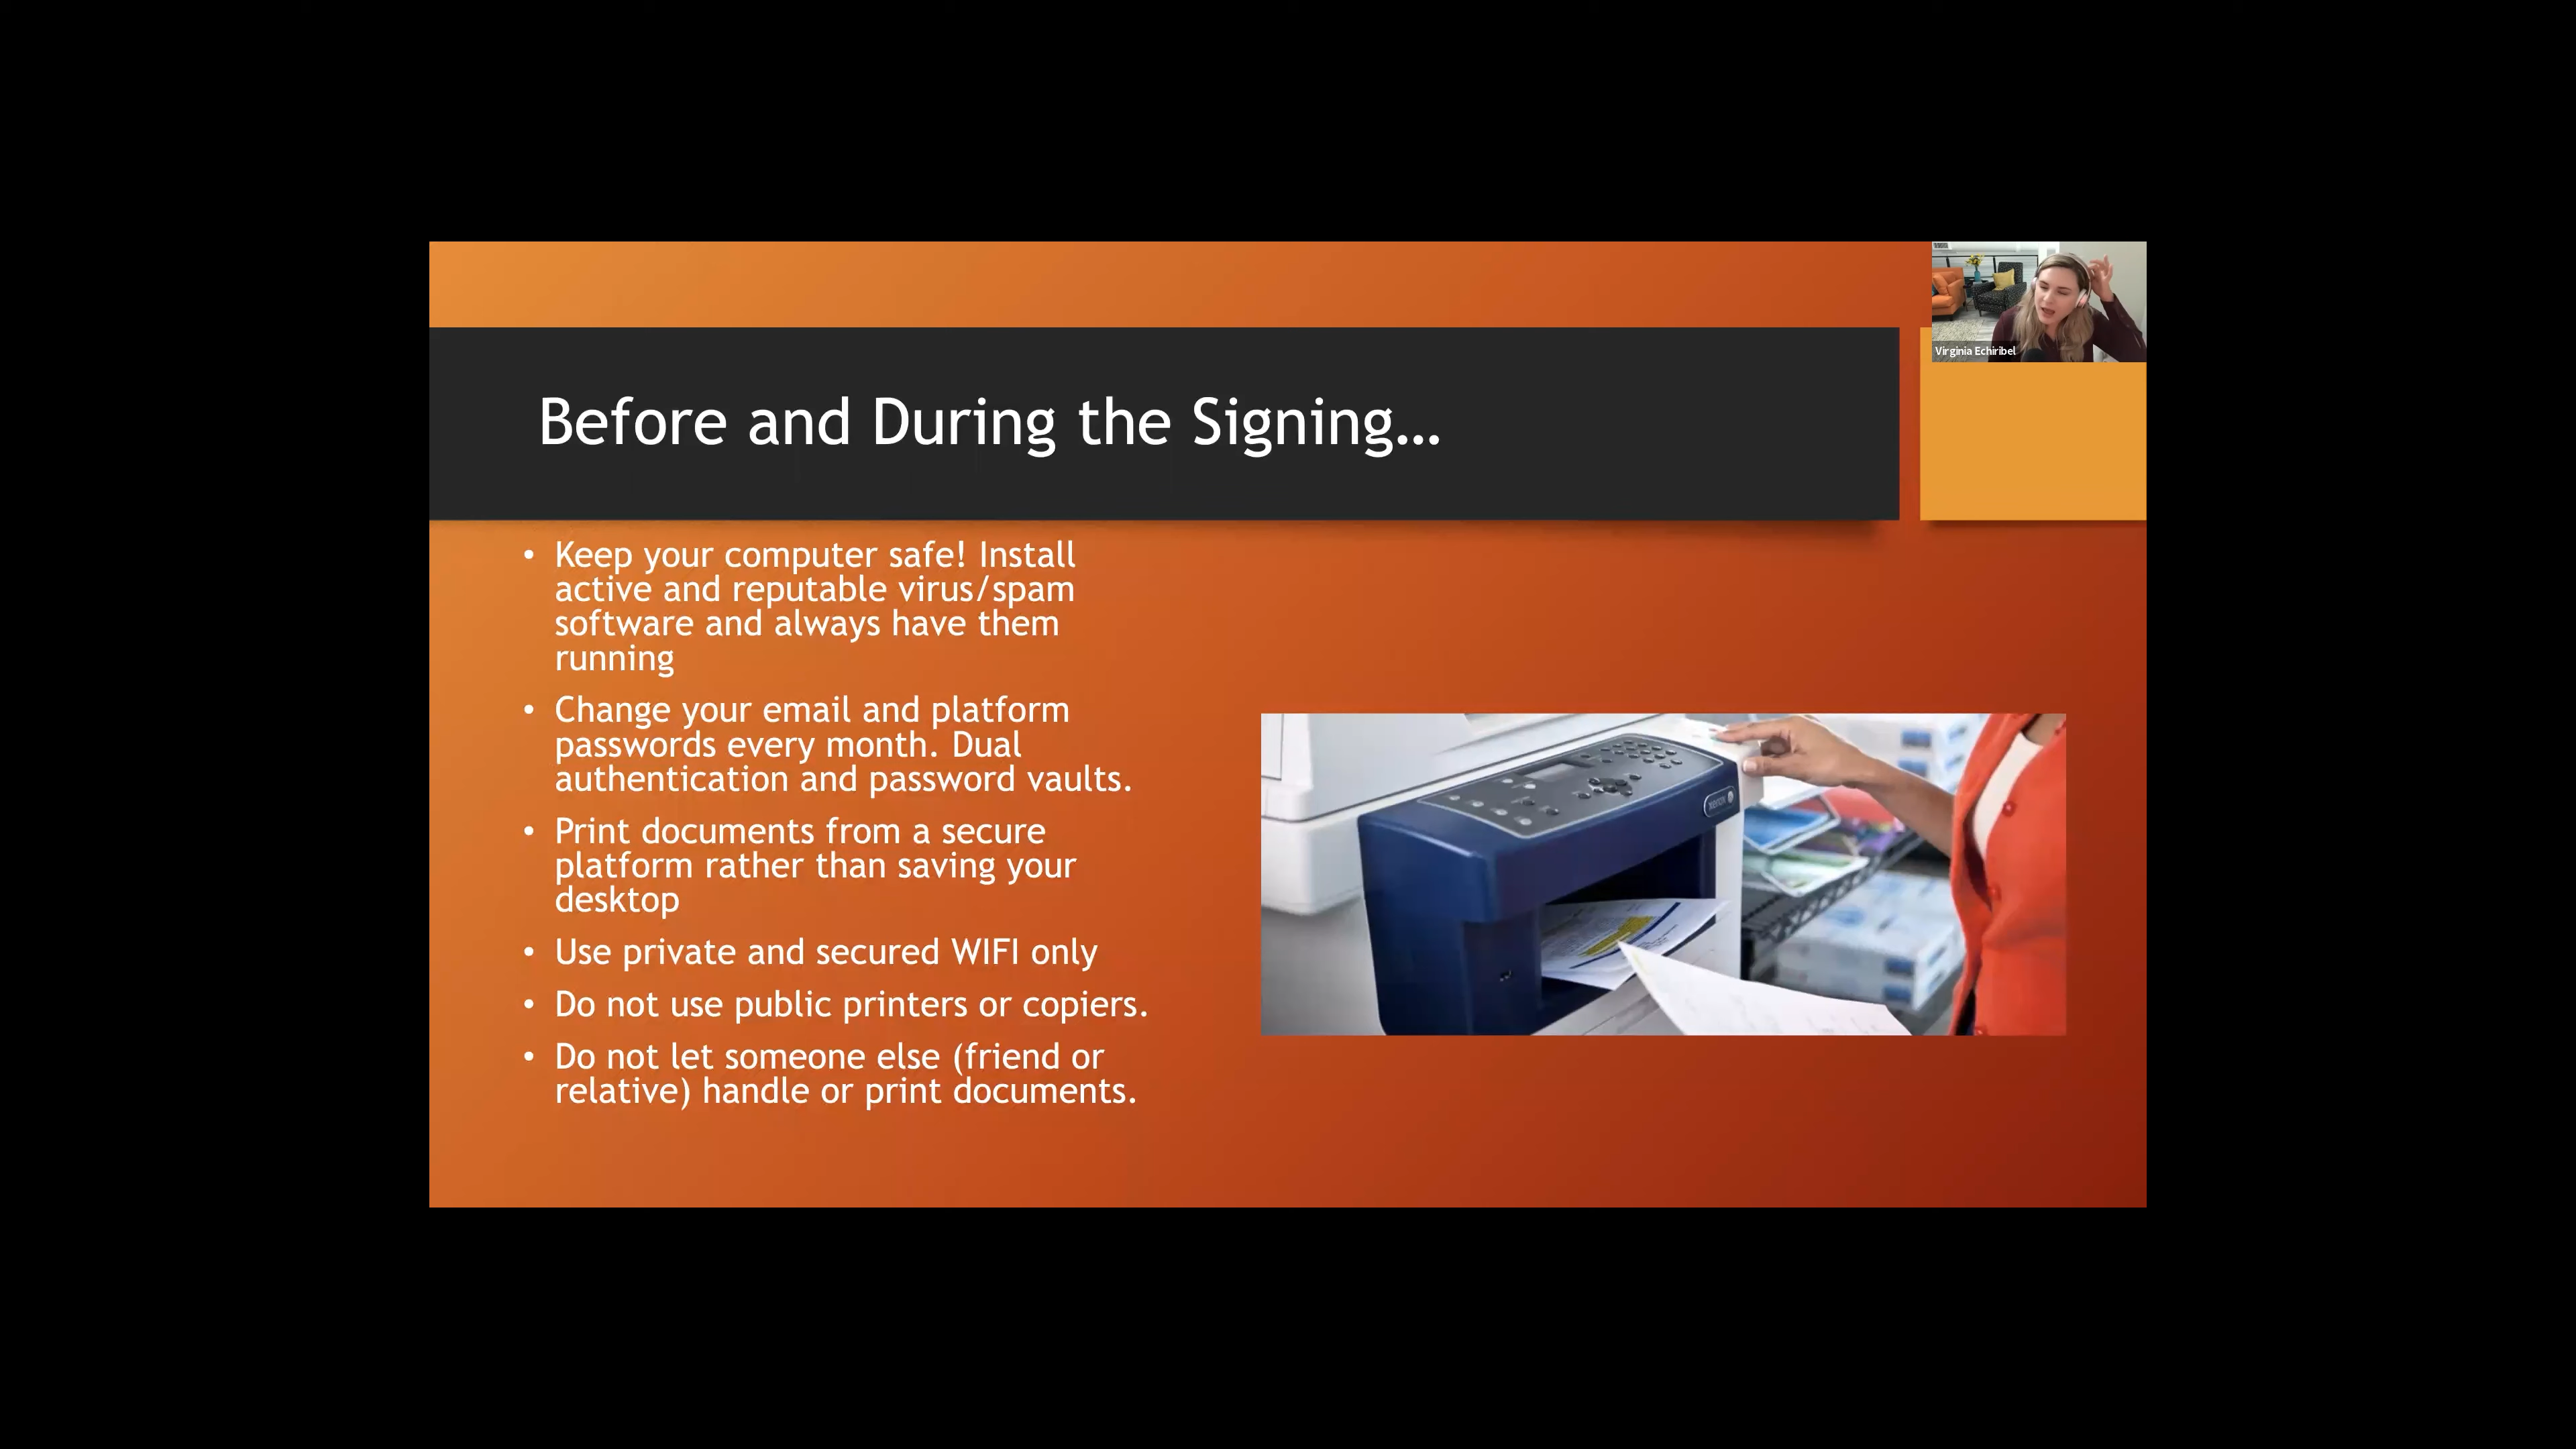 Virginia Echiribel
Before and During the Signing...
• Keep your computer safe! Install
active and reputable virus/spam
software and always have them
running
• Change your email and platform
passwords every month. Dual
authentication and password vaults.
• Print documents from a secure
platform rather than saving your
desktop
• Use private and secured WIFI only
• Do not use public printers or copiers.
• Do not let someone else (friend or
relative) handle or print documents.
xerox